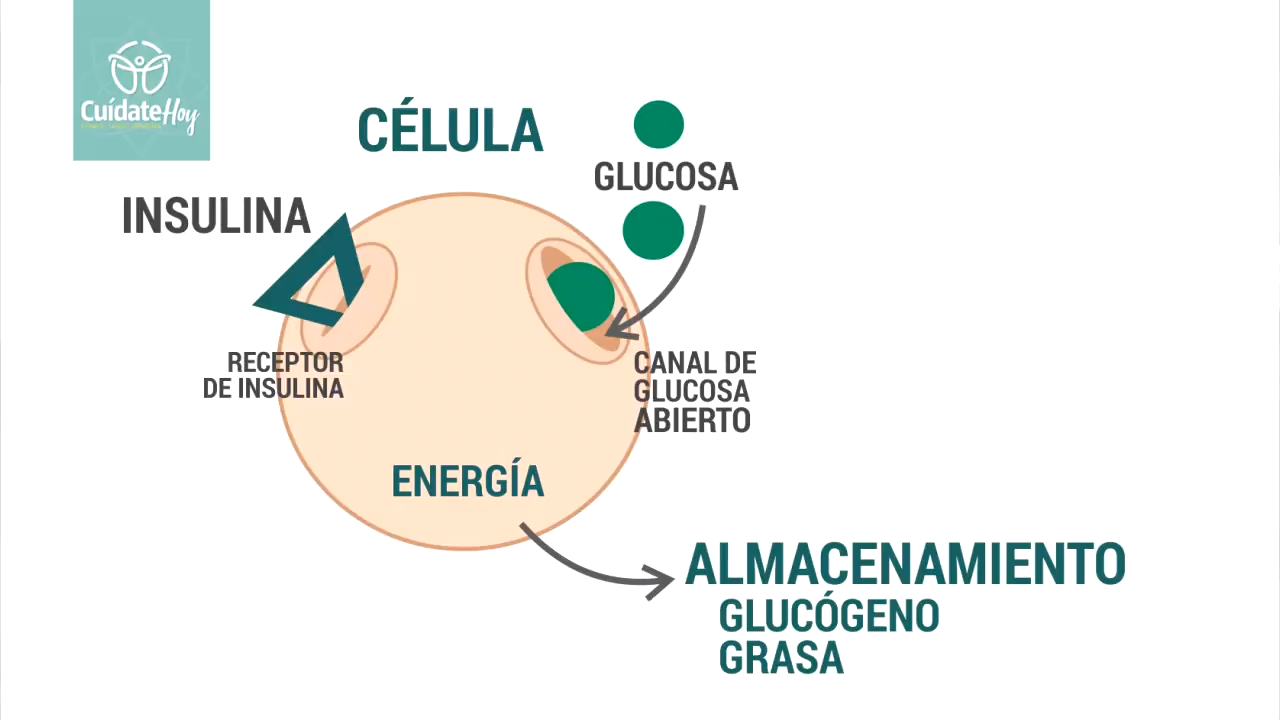 CuídateHoy
CÉLULA
GLUCOSA
INSULINA
RECEPTOR
DE INSULINA
CANAL DE
GLUCOSA
ABIERTO
ENERGÍA
ALMACENAMIENTO
GLUCÓGENO
GRASA